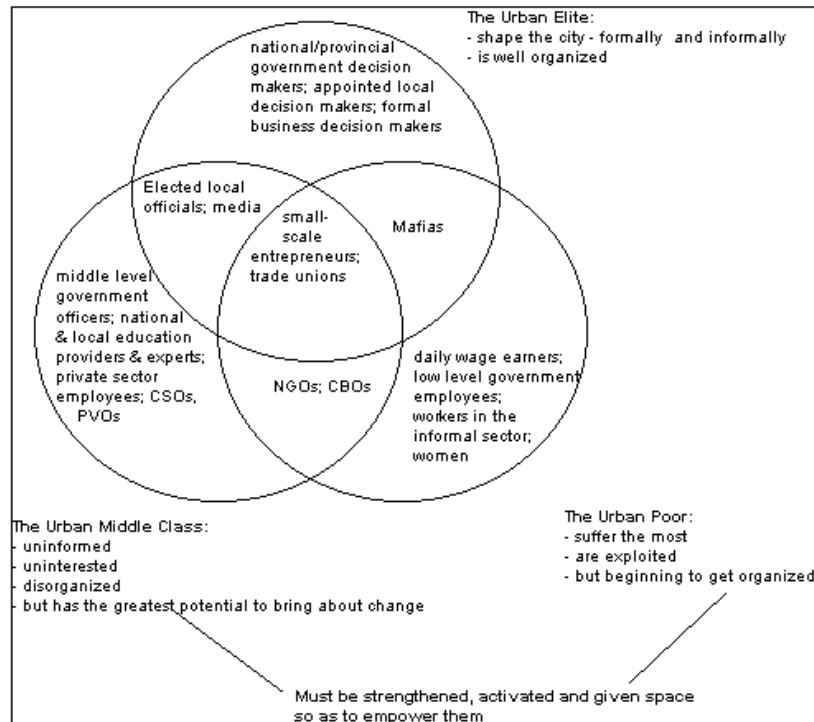 The Urban Elite:
- shape the city - formally and informally
- is well organized
national/provincial
government decision
makers; appointed local
decision makers; formal
business decision makers
Elected local
officials; media
small-
scale
entrepreneurs;
trade unions
Mafias
middle level
government
officers; national
& local education
providers & experts;
private sector
employees; CSOs,
PVOs
NGOs; CBOs
daily wage earners;
low level government
employees;
workers in the
informal sector;
women
The Urban Middle Class:
- uninformed
- uninterested
- disorganized
- but has the greatest potential to bring about change
The Urban Poor:
- suffer the most
- are exploited
- but beginning to get organized
Must be strengthened, activated and given space
so as to empower them